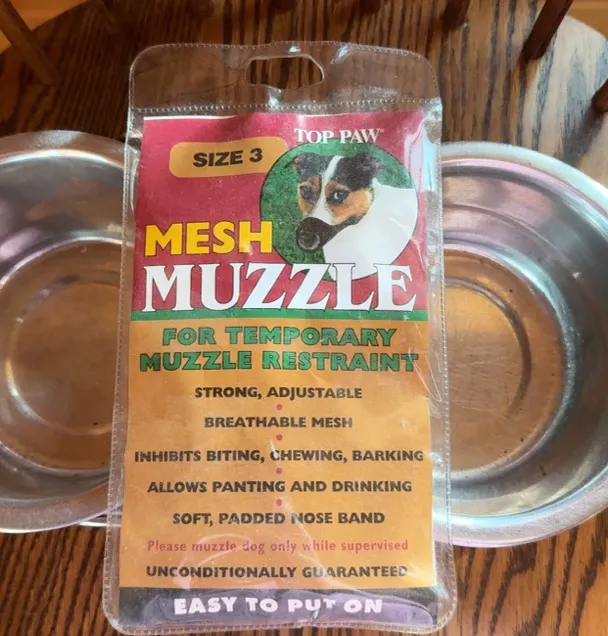 TOP PAW®
SIZE 3
MESH
MUZZLE
FOR TEMPORARY
MUZZLE RESTRAINT
STRONG, ADJUSTABLE
BREATHABLE MESH
INHIBITS BITING, CHEWING, BARKING
ALLOWS PANTING AND DRINKING
SOFT, PADDED NOSE BAND
Please muzzle dog only while supervised
UNCONDITIONALLY GUARANTEED
EASY TO PUT ON